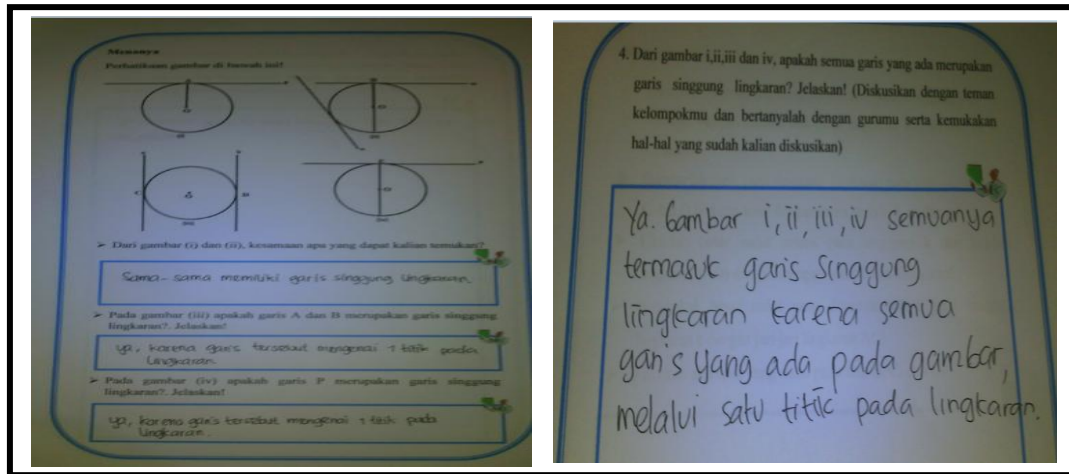 Menanya
Perhatikan gambar di bawah ini!
➤ Dari gambar (i) dan (ii), kesamaan apa yang dapat kalian temukan?
Sama-sama memiliki garis singgung lingkaran.
➤ Pada gambar (iii) apakah garis A dan B merupakan garis singgung
lingkaran?. Jelaskan!
ya, karena garis tersebut mengenai 1 titik pada
Lingkaran.
➤ Pada gambar (iv) apakah garis P merupakan garis singgung
lingkaran?. Jelaskan!
ya, karena garis tersebut mengenai 1 titik pada
Lingkaran.
4. Dari gambar i,ii,iii dan iv, apakah semua garis yang ada merupakan
garis singgung lingkaran? Jelaskan! (Diskusikan dengan teman
kelompokmu dan bertanyalah dengan gurumu serta kemukakan
hal-hal yang sudah kalian diskusikan)
Ya. Gambar i, ii, iii, iv semuanya
termasuk garis singgung
lingkaran karena semua
garis yang ada pada gambar,
melalui satu titik pada lingkaran.